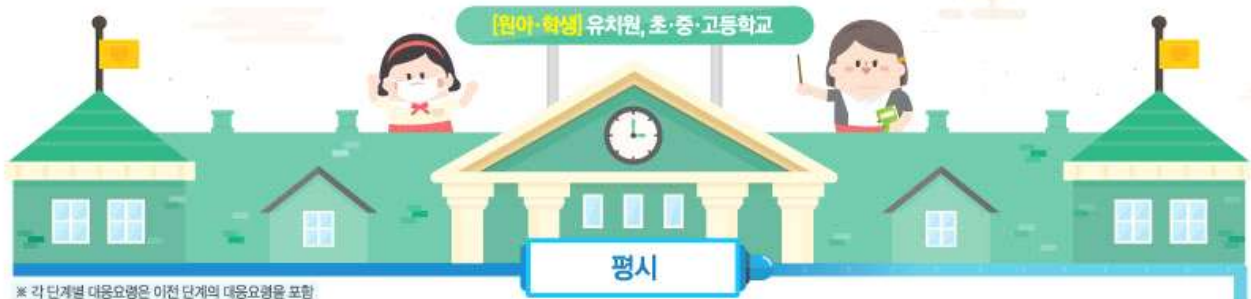 [원아·학생] 유치원, 초·중·고등학교
평시
※ 각 단계별 대응요령은 이전 단계의 대응요령을 포함